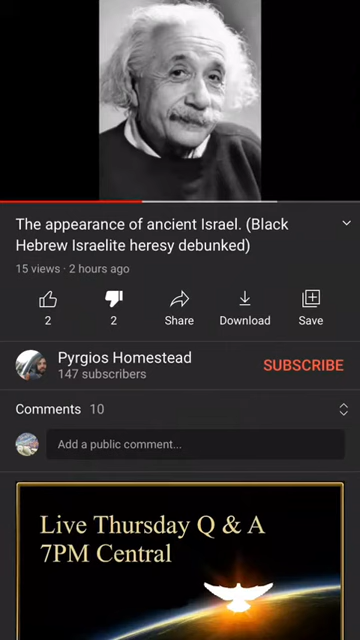 The appearance of ancient Israel. (Black
Hebrew Israelite heresy debunked)
15 views · 2 hours ago
2
2
Share
Download
Save
Pyrgios Homestead
147 subscribers
SUBSCRIBE
Comments 10
Add a public comment...
Live Thursday Q & A
7PM Central